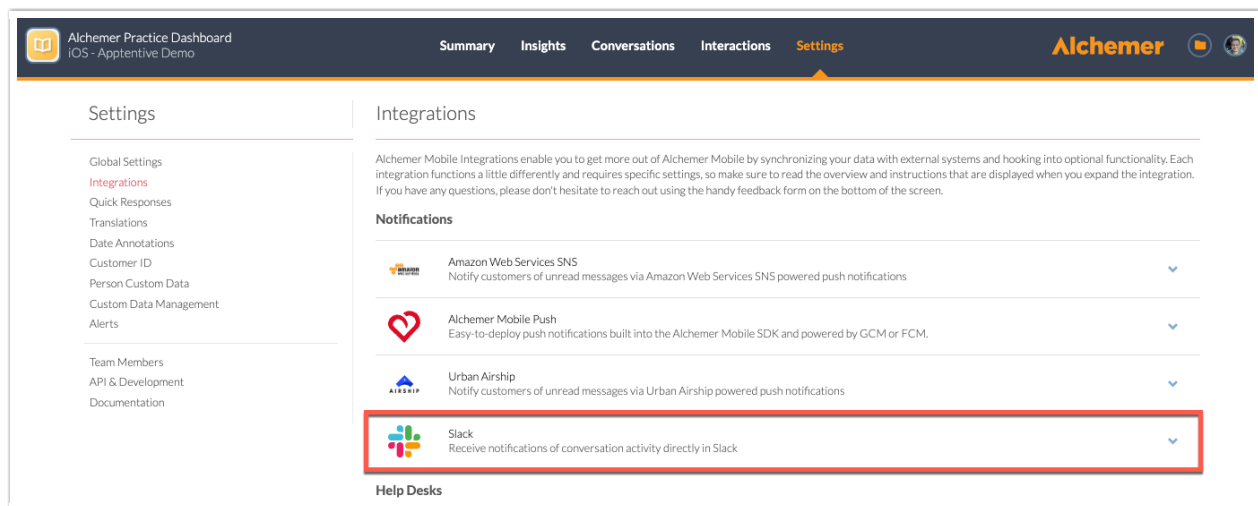 Alchemer Practice Dashboard
iOS - Apptentive Demo
Summary Insights Conversations Interactions Settings
Alchemer
Settings
Global Settings
Integrations
Quick Responses
Translations
Date Annotations
Customer ID
Person Custom Data
Custom Data Management
Alerts
Team Members
API & Development
Documentation
Integrations
Alchemer Mobile Integrations enable you to get more out of Alchemer Mobile by synchronizing your data with external systems and hooking into optional functionality. Each
integration functions a little differently and requires specific settings, so make sure to read the overview and instructions that are displayed when you expand the integration.
If you have any questions, please don't hesitate to reach out using the handy feedback form on the bottom of the screen.
Notifications
amazon
Amazon Web Services SNS
Notify customers of unread messages via Amazon Web Services SNS powered push notifications
Alchemer Mobile Push
Easy-to-deploy push notifications built into the Alchemer Mobile SDK and powered by GCM or FCM.
AIRSHIP
Urban Airship
Notify customers of unread messages via Urban Airship powered push notifications
Slack
Receive notifications of conversation activity directly in Slack
Help Desks